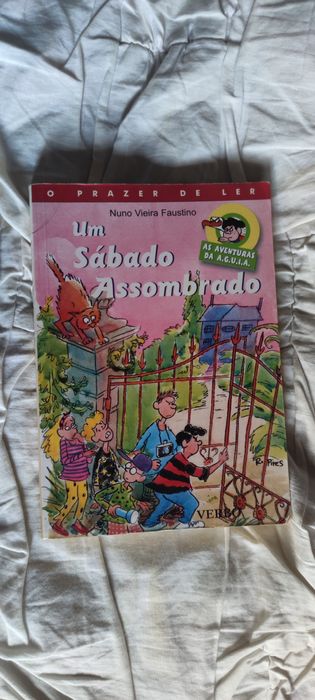 O PRAZER DE LER
Nuno Vieira Faustino
Um
Sábado
Assombrado
AS AVENTURAS
DA A.G.U.I.A.
R. Pires
VERBO